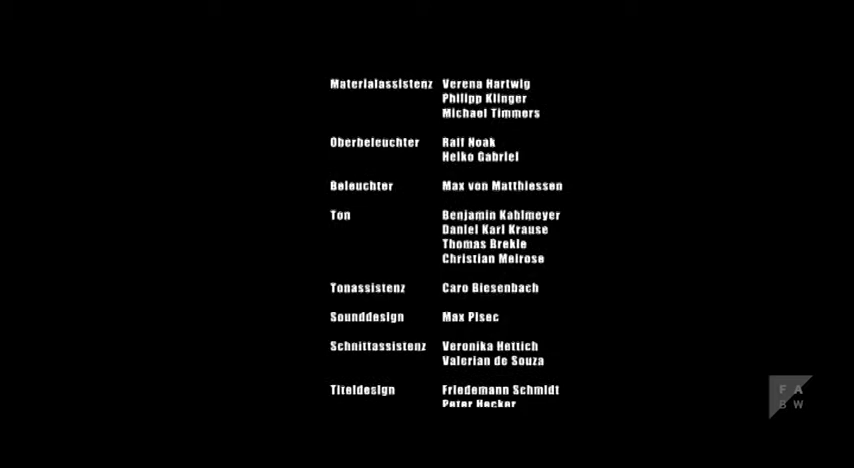 Materialassistenz Verena Hartwig
Philipp Klinger
Michael Timmers
Oberbeleuchter Ralf Noak
Heiko Gabriel
Beleuchter Max von Matthiessen
Ton Benjamin Kahlmeyer
Daniel Karl Krause
Thomas Brekle
Christian Melrose
Tonassistenz Caro Biesenbach
Sounddesign Max Pisec
Schnittassistenz Veronika Hettich
Valerian de Souza
Titeldesign Friedemann Schmidt
Peter Hecker
F A
B W